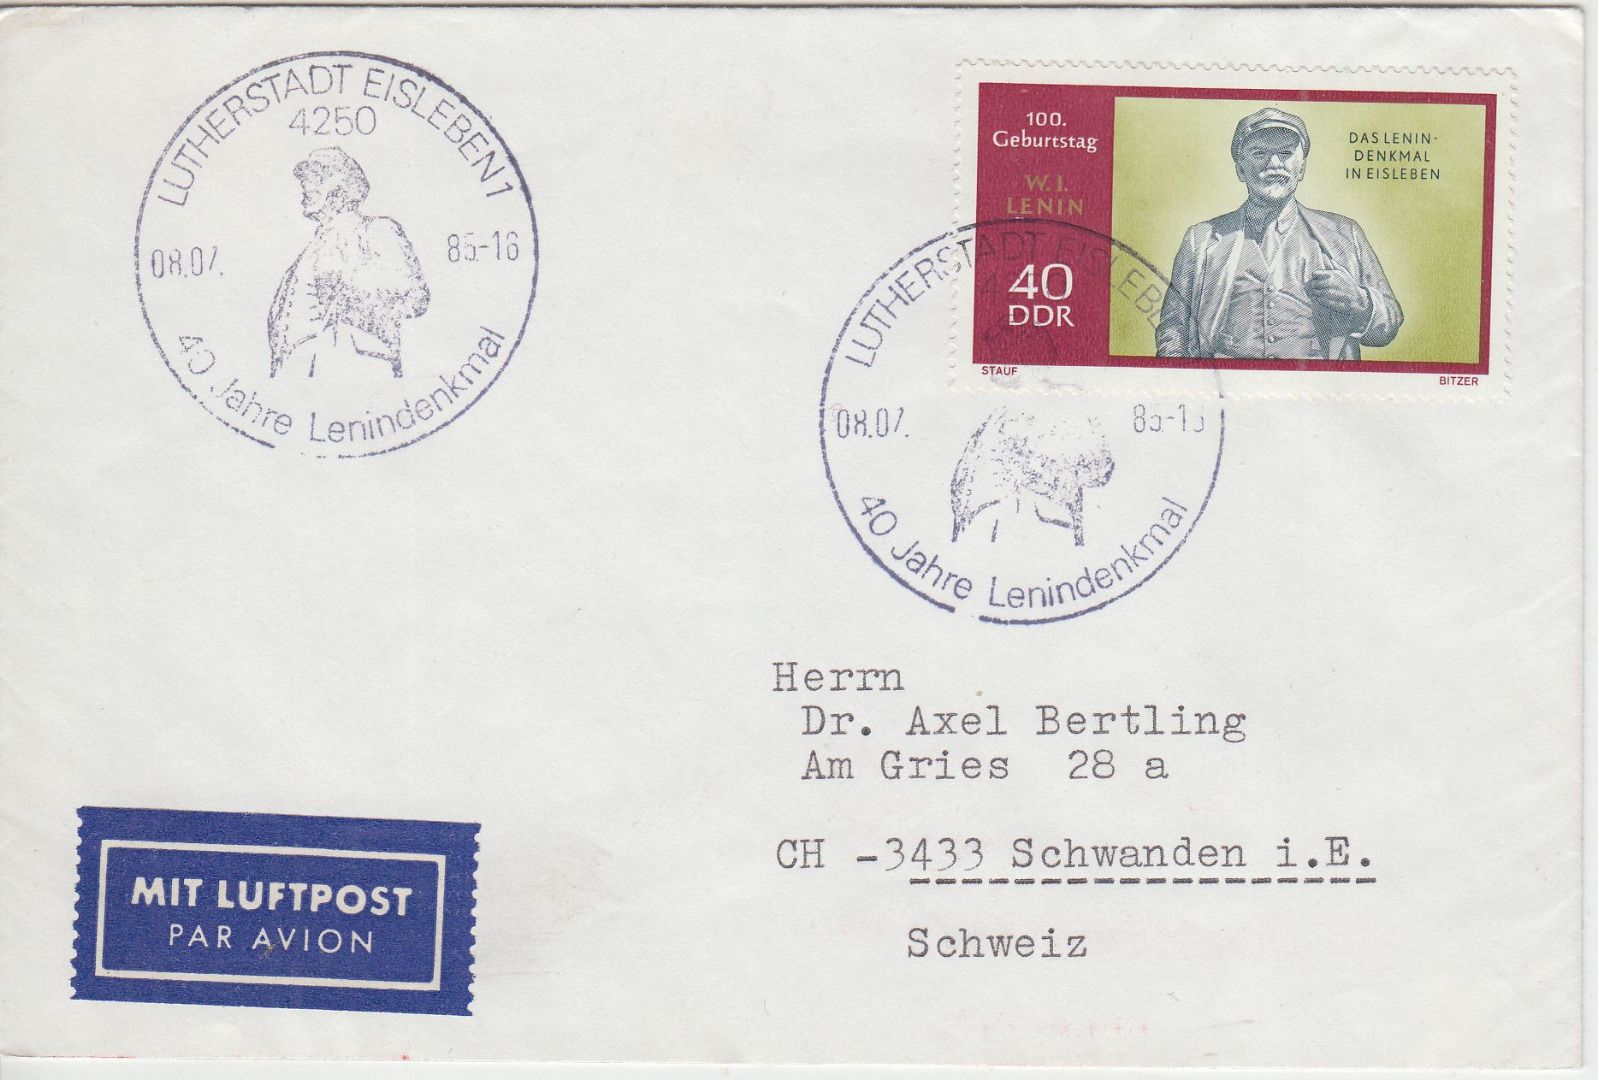 LUTHERSTADT EISLEBEN 1
4250
08.07. 85-16
40 Jahre Lenindenkmal
100.
Geburtstag
W. I.
LENIN
40
DDR
DAS LENIN-
DENKMAL
IN EISLEBEN
STAUF
BITZER
LUTHERSTADT EISLEBEN
08.07.
40 Jahre Lenindenkmal
Herrn
Dr. Axel Bertling
Am Gries 28 a
CH -3433 Schwanden i.E.
Schweiz
MIT LUFTPOST
PAR AVION